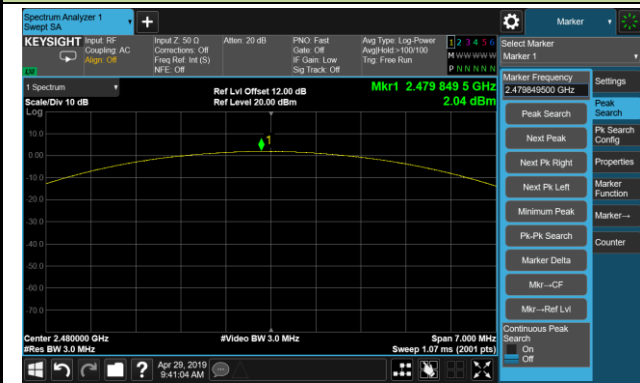 Spectrum Analyzer 1
Swept SA
+
Marker
KEYSIGHT
Input: RF
Coupling: AC
Align: Off
Input Z: 50 Ω
Corrections: Off
Freq Ref: Int (S)
NFE: Off
Atten: 20 dB
PNO: Fast
Gate: Off
IF Gain: Low
Sig Track: Off
Avg Type: Log-Power
Avg|Hold:>100/100
Trig: Free Run
1 2 3 4 5 6
M W W W W W
P N N N N N
Select Marker
Marker 1
1 Spectrum
Scale/Div 10 dB
Log
Ref Lvl Offset 12.00 dB
Ref Level 20.00 dBm
Mkr1 2.479 849 5 GHz
2.04 dBm
10.0
0.00
-10.0
-20.0
-30.0
-40.0
-50.0
-60.0
-70.0
1
Center 2.480000 GHz
#Res BW 3.0 MHz
#Video BW 3.0 MHz
Span 7.000 MHz
Sweep 1.07 ms (2001 pts)
Marker Frequency
2.479849500 GHz
Peak Search
Next Peak
Next Pk Right
Next Pk Left
Minimum Peak
Pk-Pk Search
Marker Delta
Mkr→CF
Mkr→Ref Lvl
Continuous Peak
Search
On
Off
Settings
Peak
Search
Pk Search
Config
Properties
Marker
Function
Marker→
Counter
?
Apr 29, 2019
9:41:04 AM